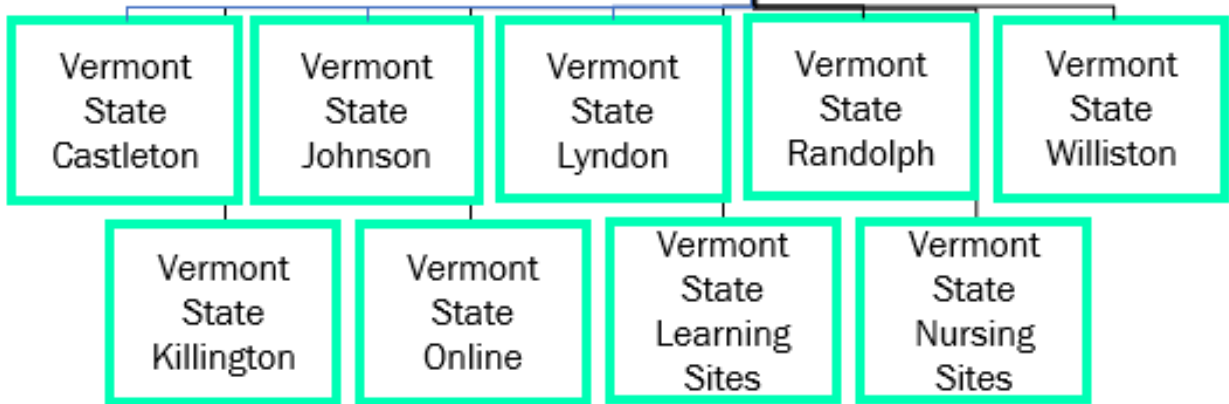 Vermont
State
Castleton
Vermont
State
Johnson
Vermont
State
Lyndon
Vermont
State
Randolph
Vermont
State
Williston
Vermont
State
Killington
Vermont
State
Online
Vermont
State
Learning
Sites
Vermont
State
Nursing
Sites